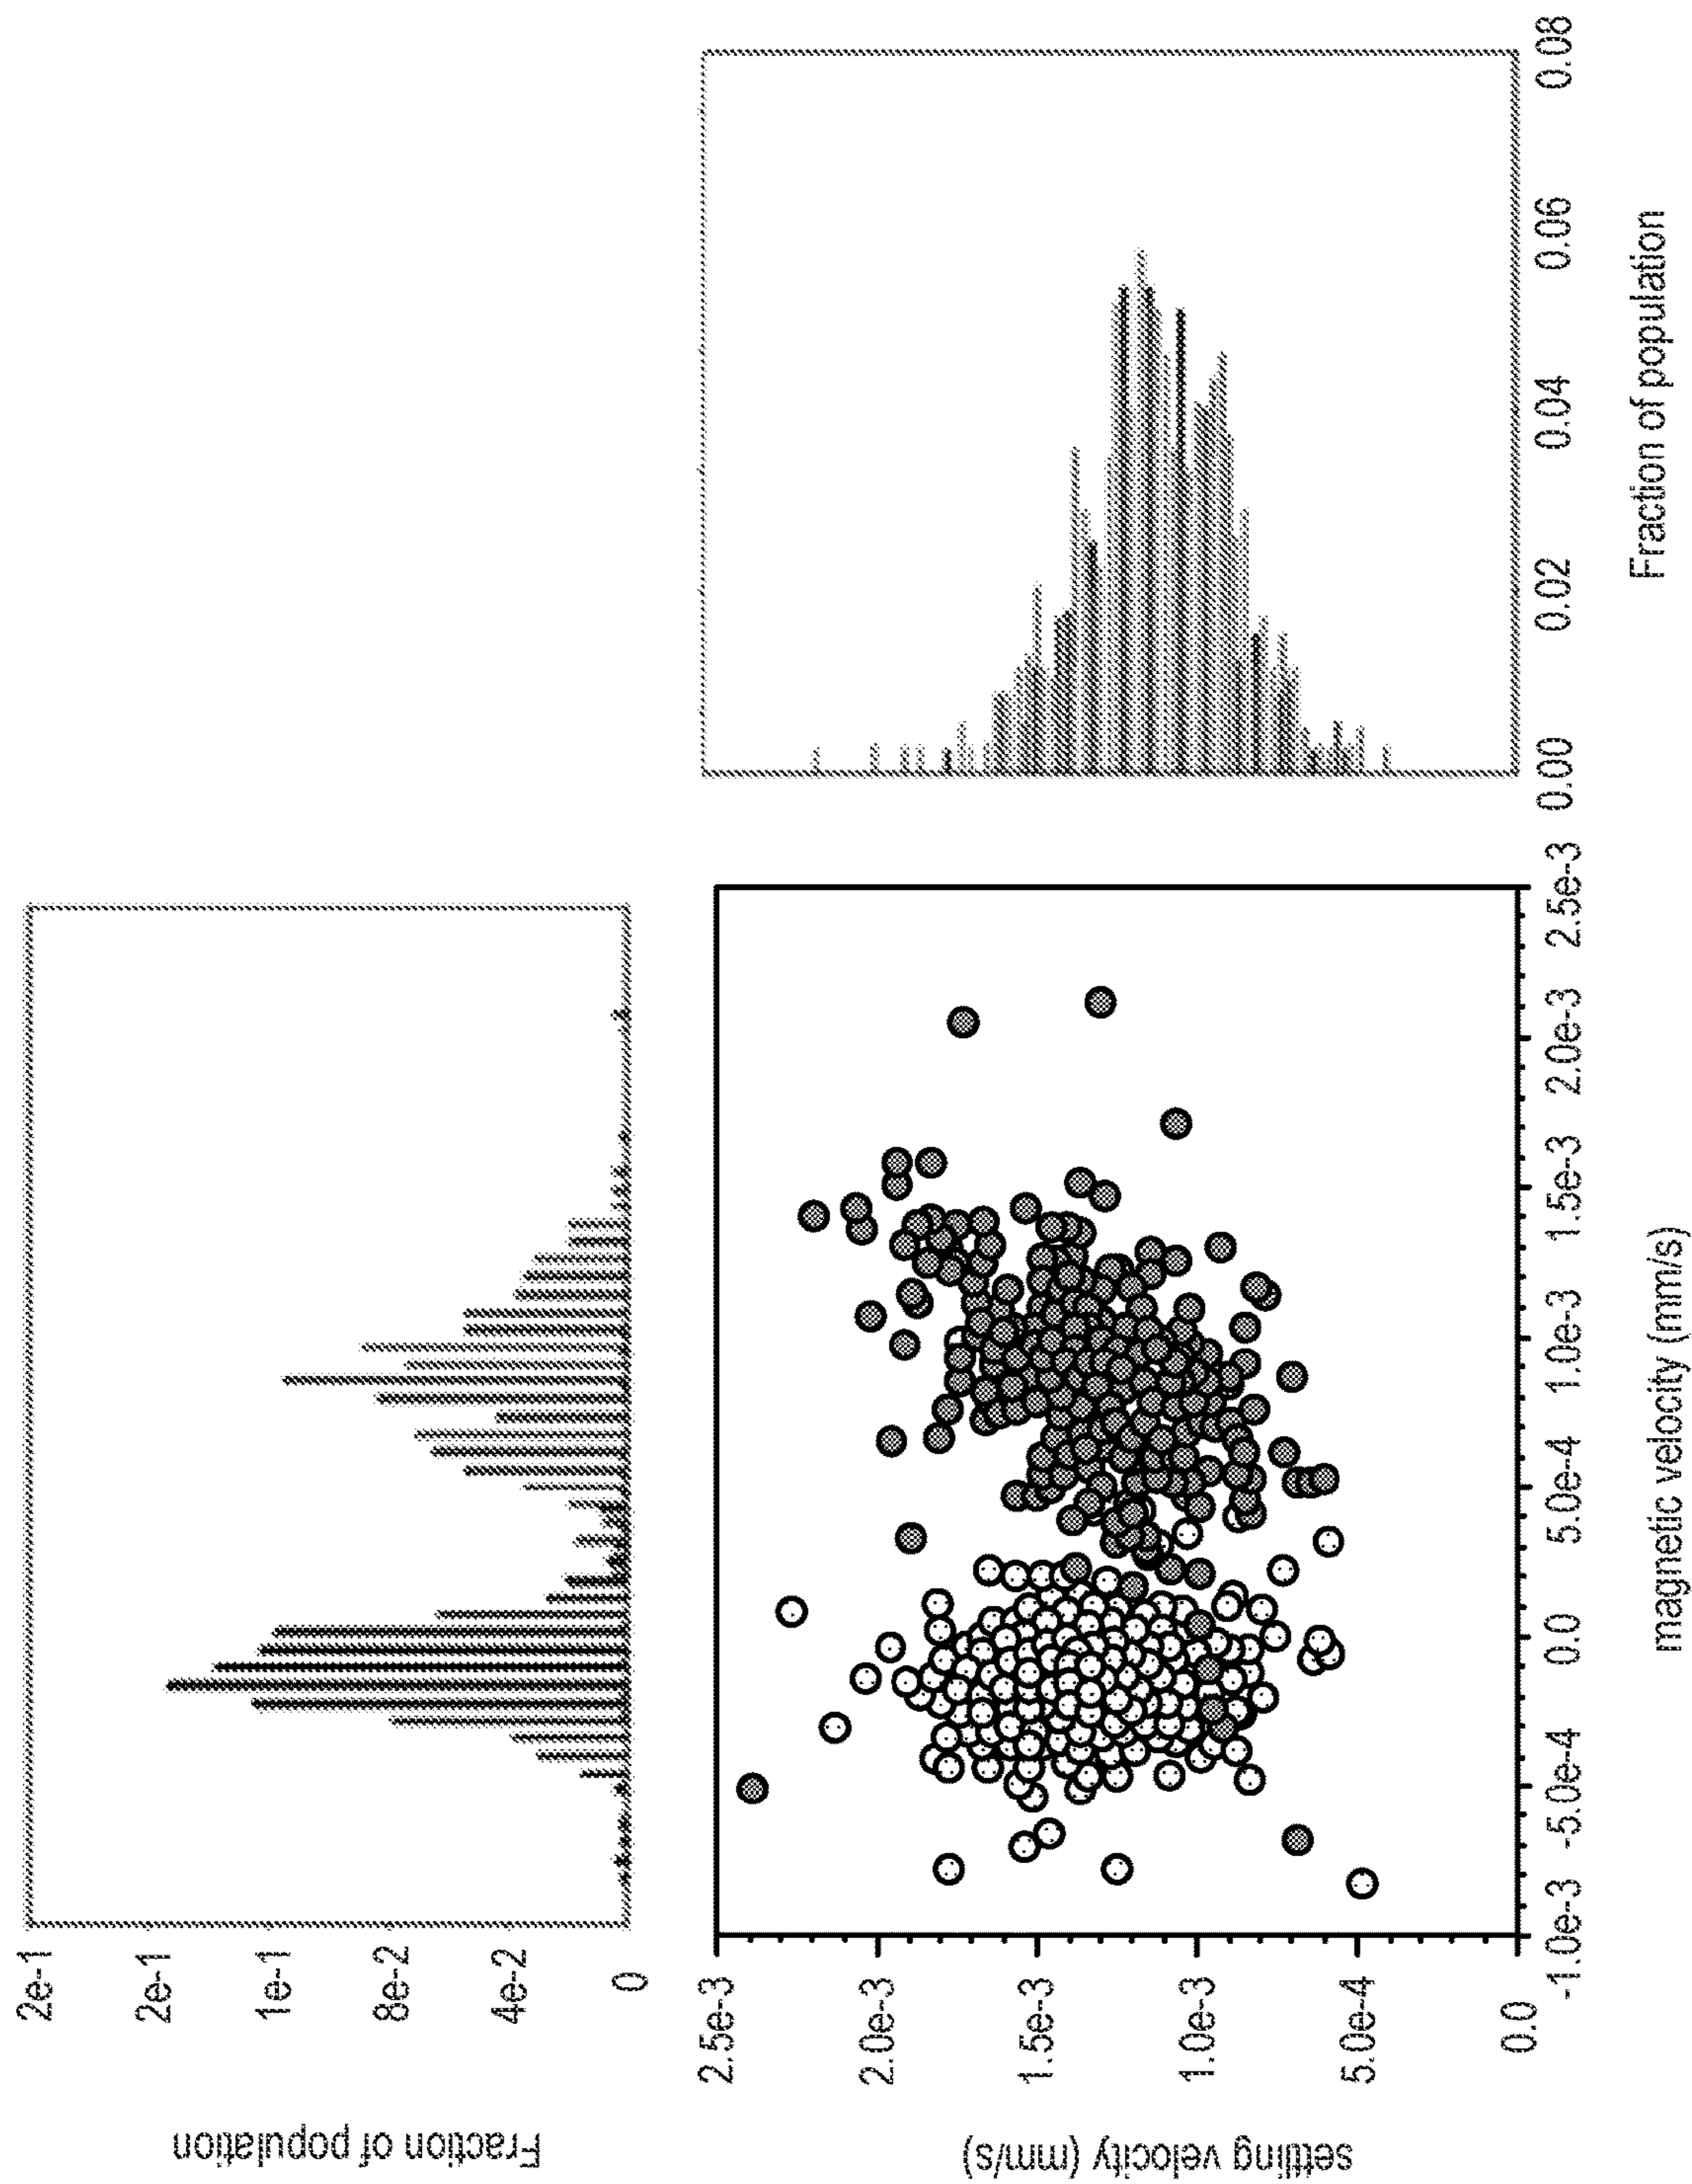 Fraction of population
2e-1
2e-1
1e-1
8e-2
4e-2
0
settling velocity (mm/s)
2.5e-3
2.0e-3
1.5e-3
1.0e-3
5.0e-4
0.0
-1.0e-3 -5.0e-4 0.0 5.0e-4 1.0e-3 1.5e-3 2.0e-3 2.5e-3
magnetic velocity (mm/s)
0.00 0.02 0.04 0.06 0.08
Fraction of population